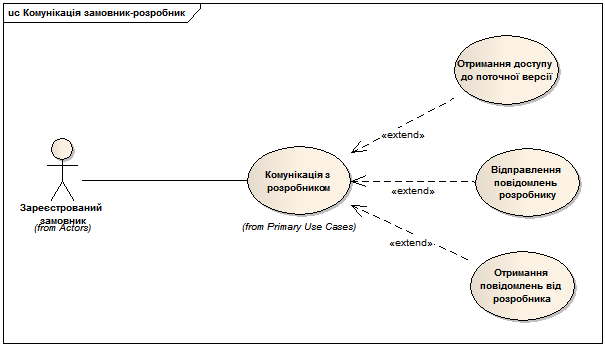 uc Комунікація замовник-розробник
Отримання доступу
до поточної версії
«extend»
Комунікація з
розробником
Відправлення
повідомлень
розробнику
«extend»
Зареєстрований
замовник
(from Actors)
(from Primary Use Cases)
«extend»
Отримання
повідомлень від
розробника